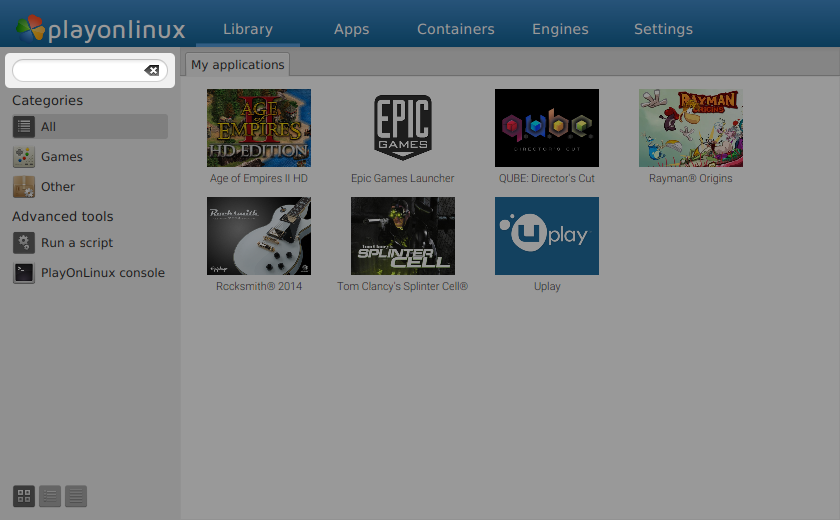 playonlinux
Library
Apps
Containers
Engines
Settings
My applications
Categories
All
Games
Other
Advanced tools
Run a script
PlayOnLinux console
AGE
of
EMPIRES
II
HD EDITION
Age of Empires II HD
EPIC
GAMES
Epic Games Launcher
q.u.b.e.
DIRECTOR'S CUT
QUBE: Director's Cut
RAYMAN
ORIGINS
Rayman® Origins
Rocksmith
Epiphone
Rocksmith® 2014
Tom Clancy's
SPLINTER
CELL
Tom Clancy's Splinter Cell®
Uplay
Uplay